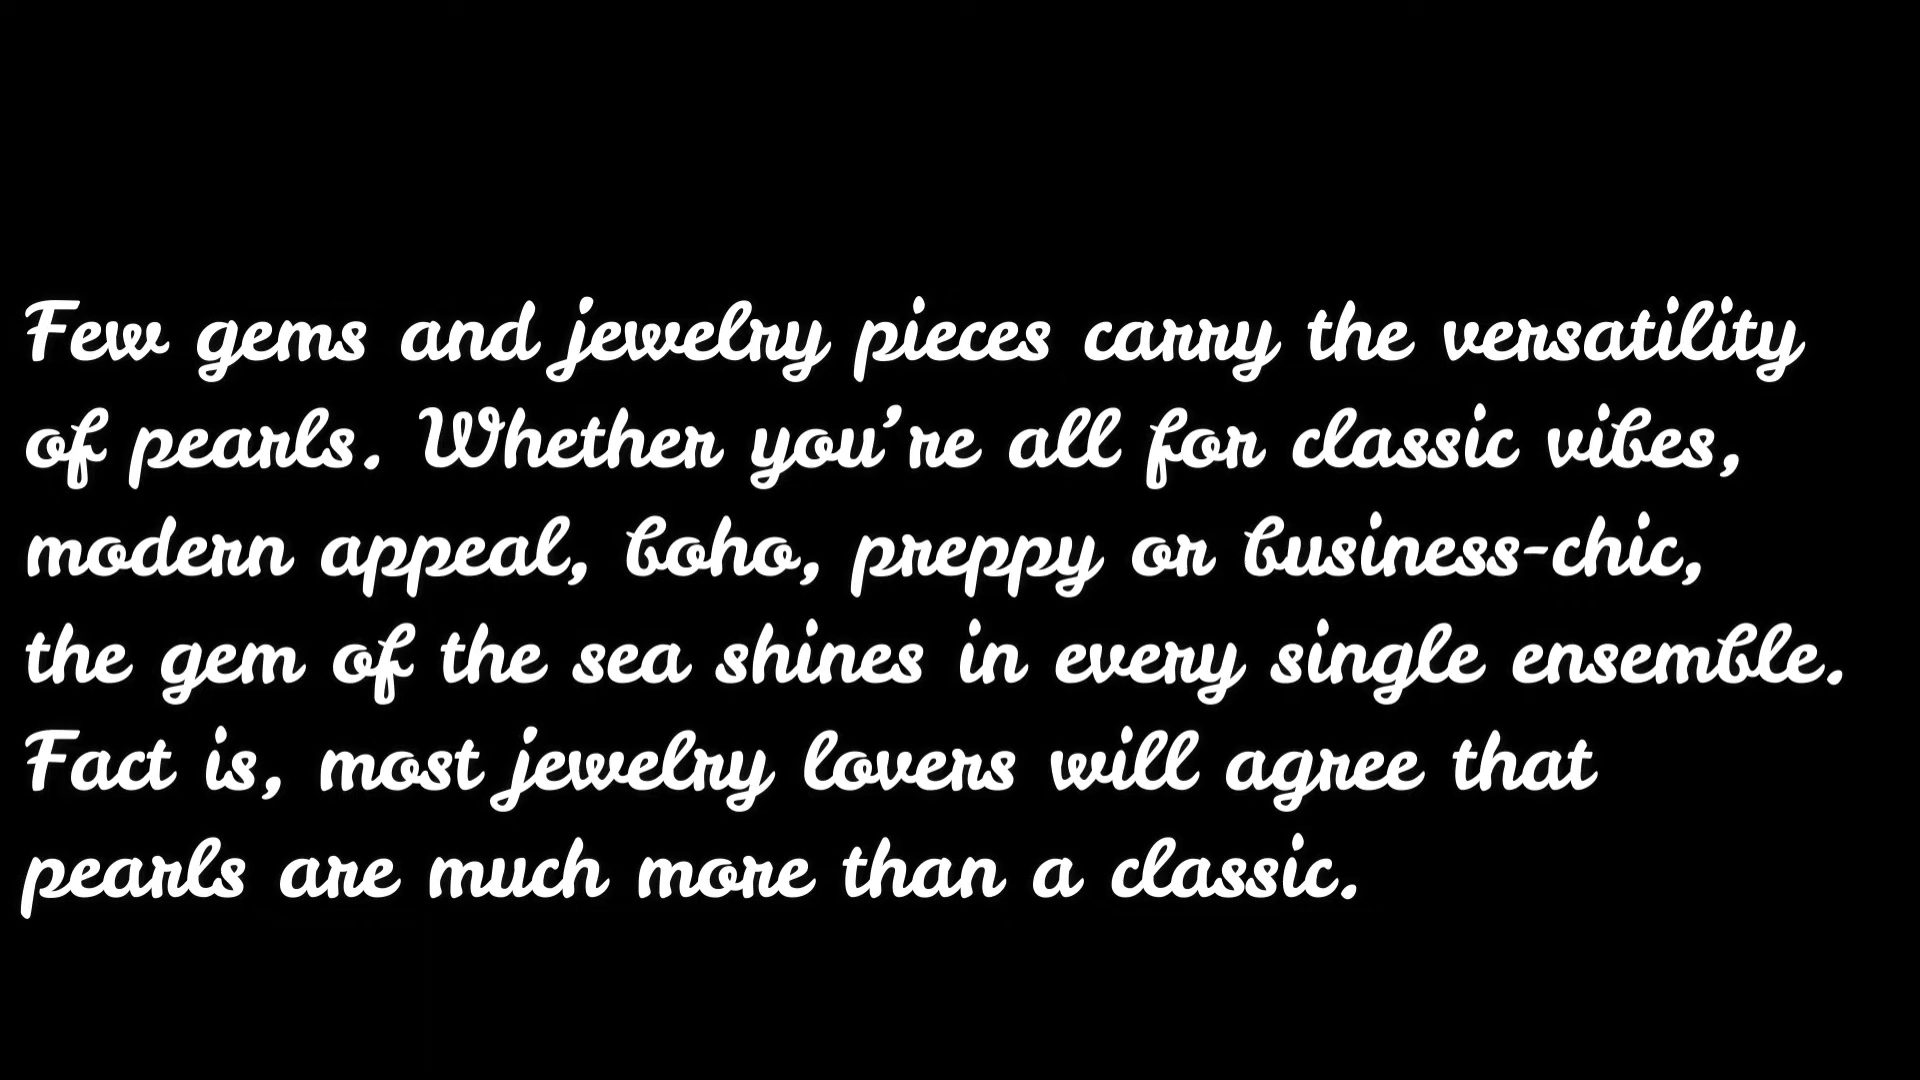 Few gems and jewelry pieces carry the versatility
of pearls. Whether you’re all for classic vibes,
modern appeal, boho, preppy or business-chic,
the gem of the sea shines in every single ensemble.
Fact is, most jewelry lovers will agree that
pearls are much more than a classic.